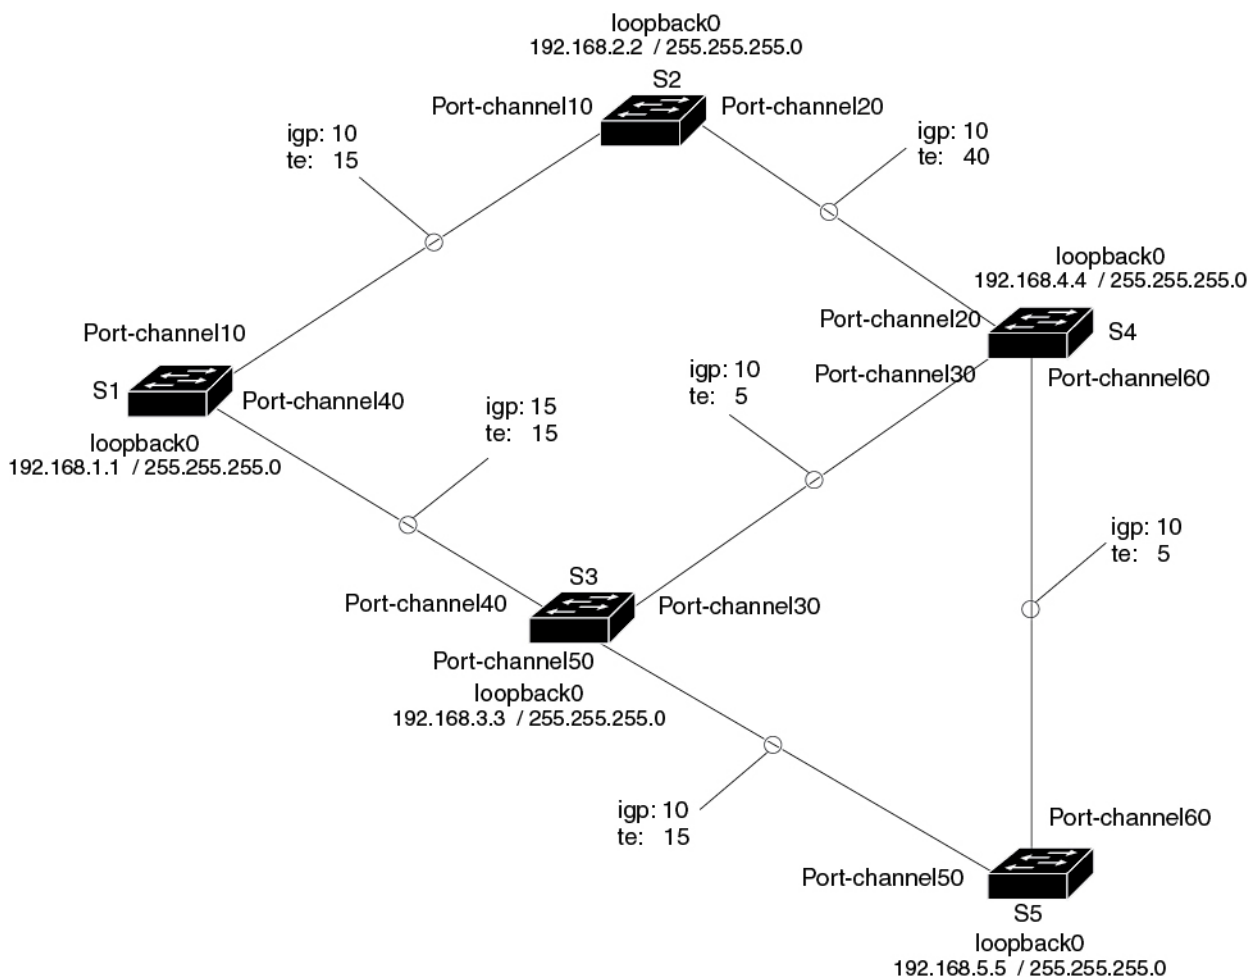 loopback0
192.168.2.2 / 255.255.255.0
S2
Port-channel10
Port-channel20
igp: 10
te: 15
igp: 10
te: 40
loopback0
192.168.4.4 / 255.255.255.0
Port-channel20
S4
Port-channel30
Port-channel60
Port-channel10
S1
Port-channel40
loopback0
192.168.1.1 / 255.255.255.0
igp: 10
te: 5
igp: 15
te: 15
igp: 10
te: 5
S3
Port-channel40
Port-channel30
Port-channel50
loopback0
192.168.3.3 / 255.255.255.0
igp: 10
te: 15
Port-channel60
Port-channel50
S5
loopback0
192.168.5.5 / 255.255.255.0